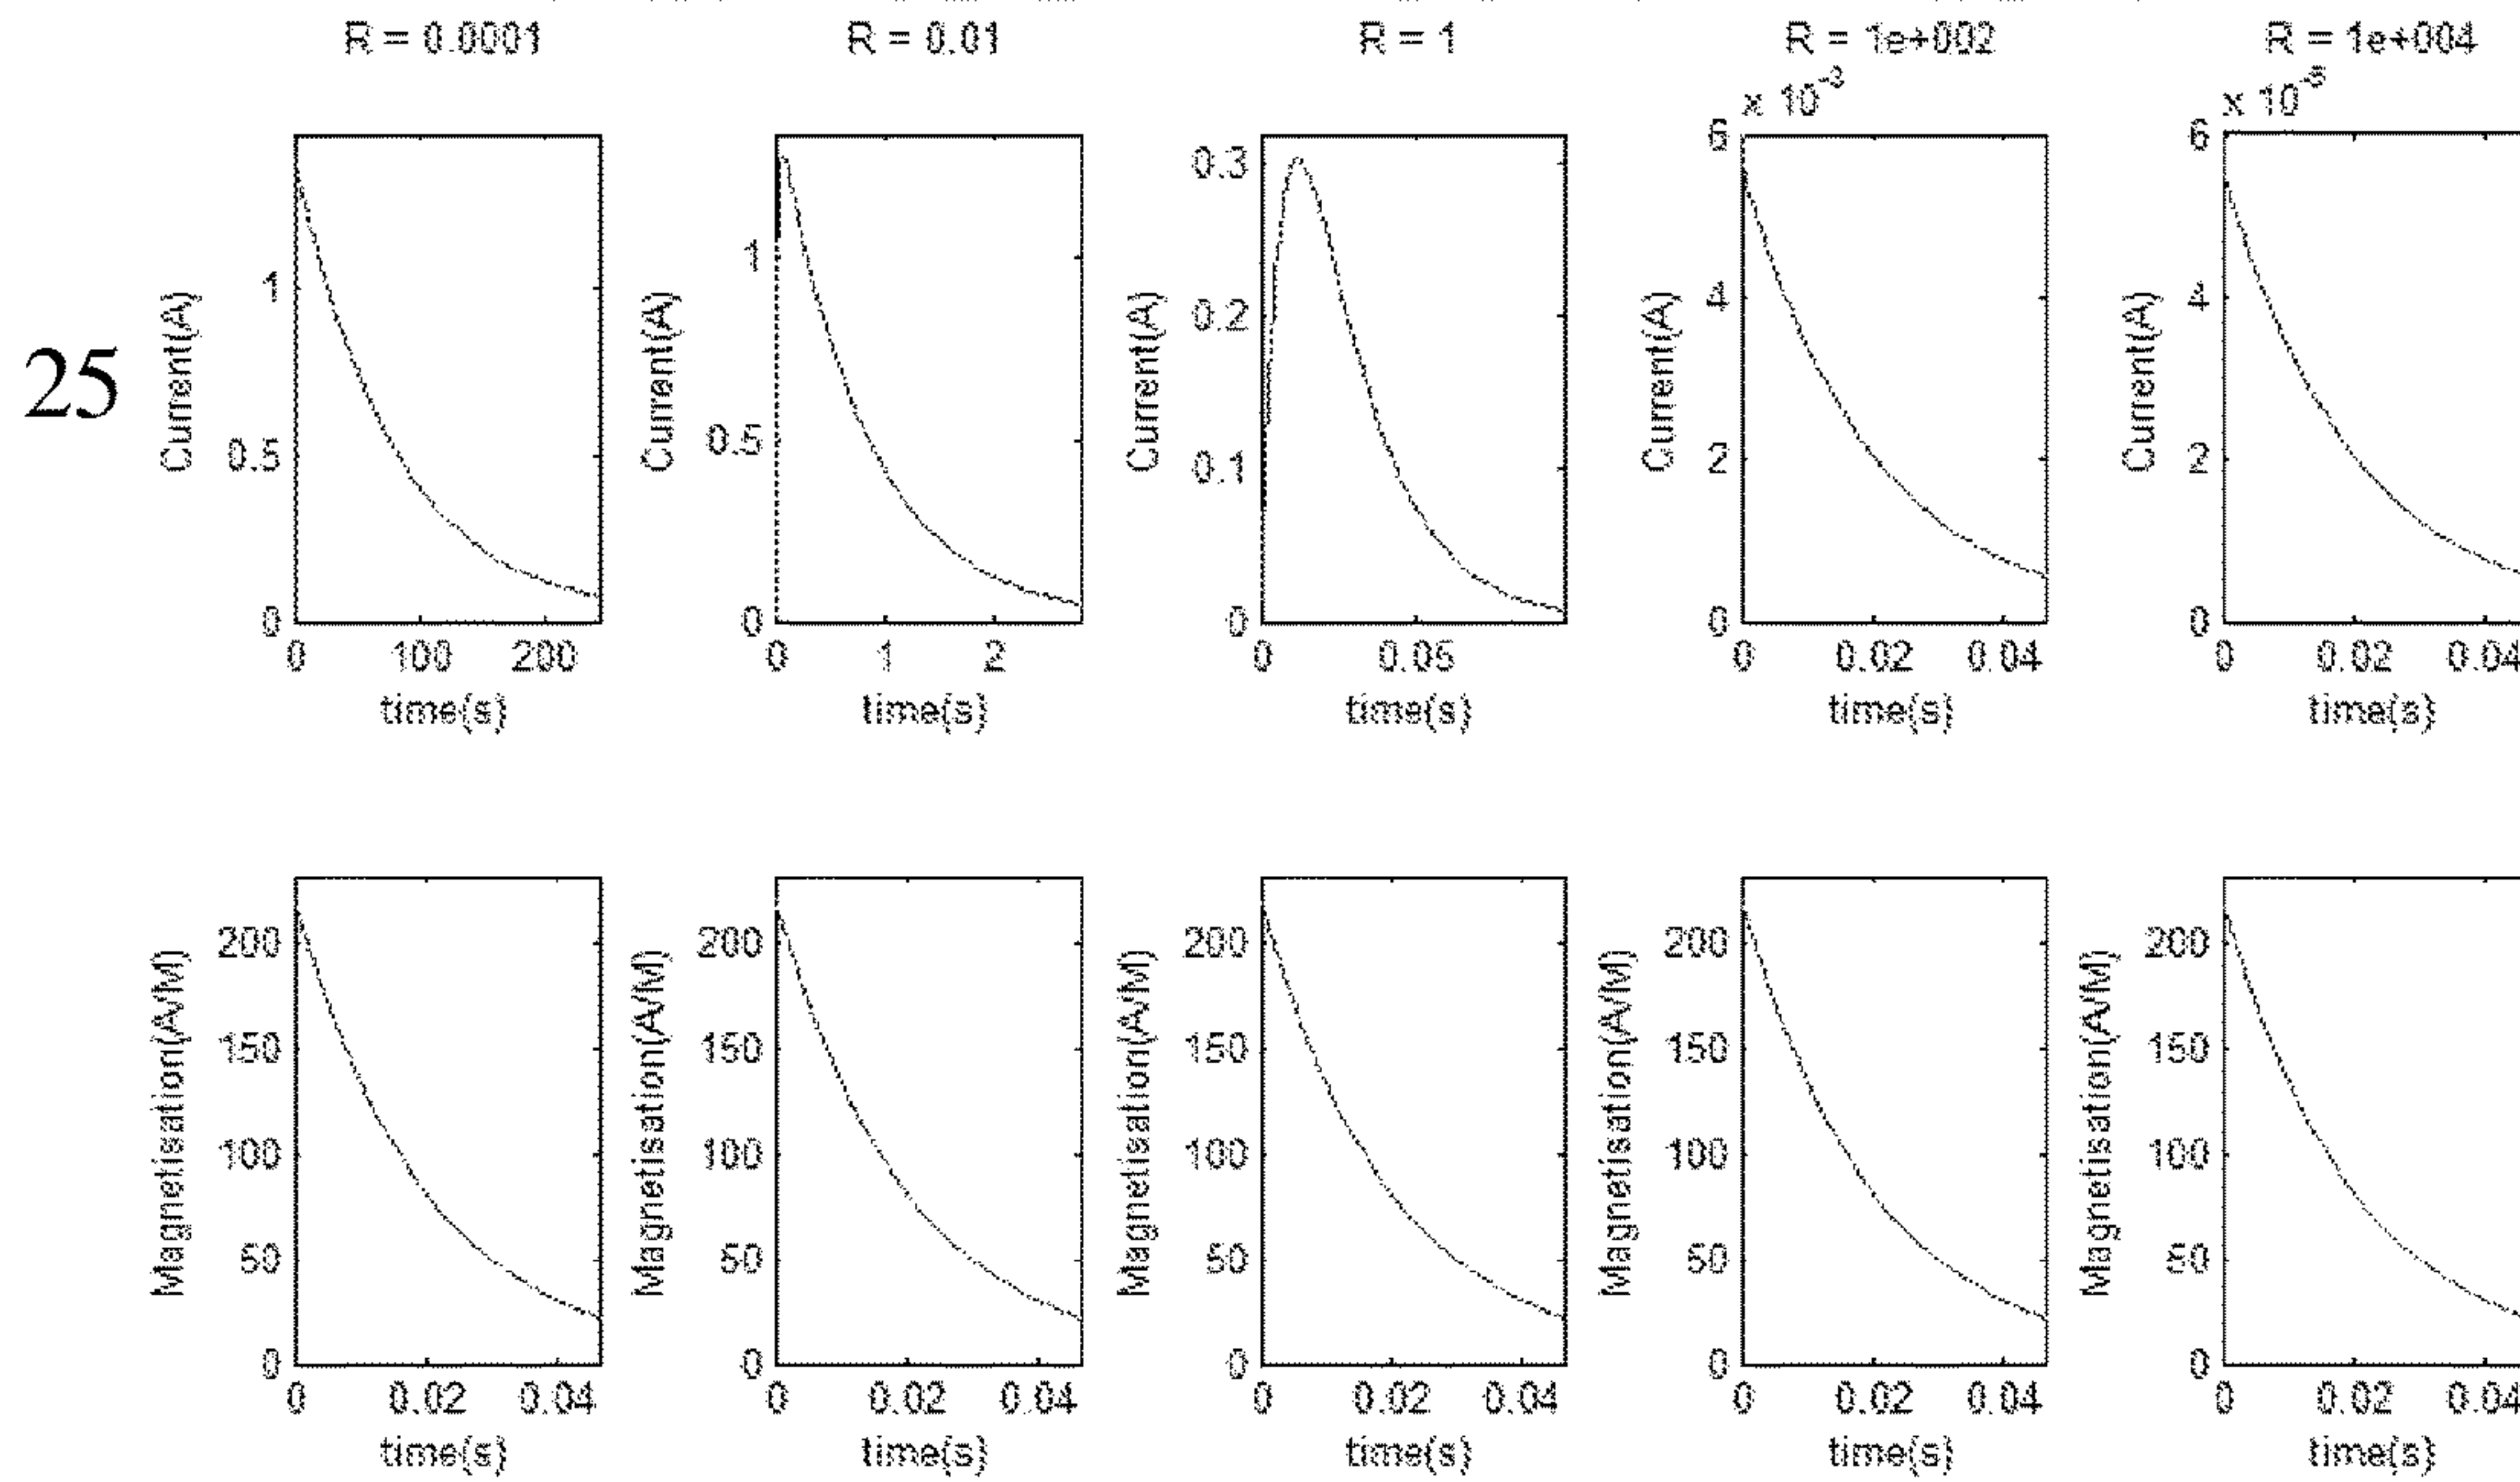 R = 0.0001 R = 0.01 R = 1 R = 1e+002 R = 1e+004
x 10-3 x 10-5
25
Current(A) Current(A) Current(A) Current(A) Current(A)
1 0.5 0
1 0.5 0
0.3 0.2 0.1 0
6 4 2 0
6 4 2 0
0 100 200 0 1 2 0 0.05 0 0.02 0.04 0 0.02 0.04
time(s) time(s) time(s) time(s) time(s)
Magnetisation(A/M) Magnetisation(A/M) Magnetisation(A/M) Magnetisation(A/M) Magnetisation(A/M)
200 200 200 200 200
150 150 150 150 150
100 100 100 100 100
50 50 50 50 50
0 0 0 0 0
0 0.02 0.04 0 0.02 0.04 0 0.02 0.04 0 0.02 0.04 0 0.02 0.04
time(s) time(s) time(s) time(s) time(s)